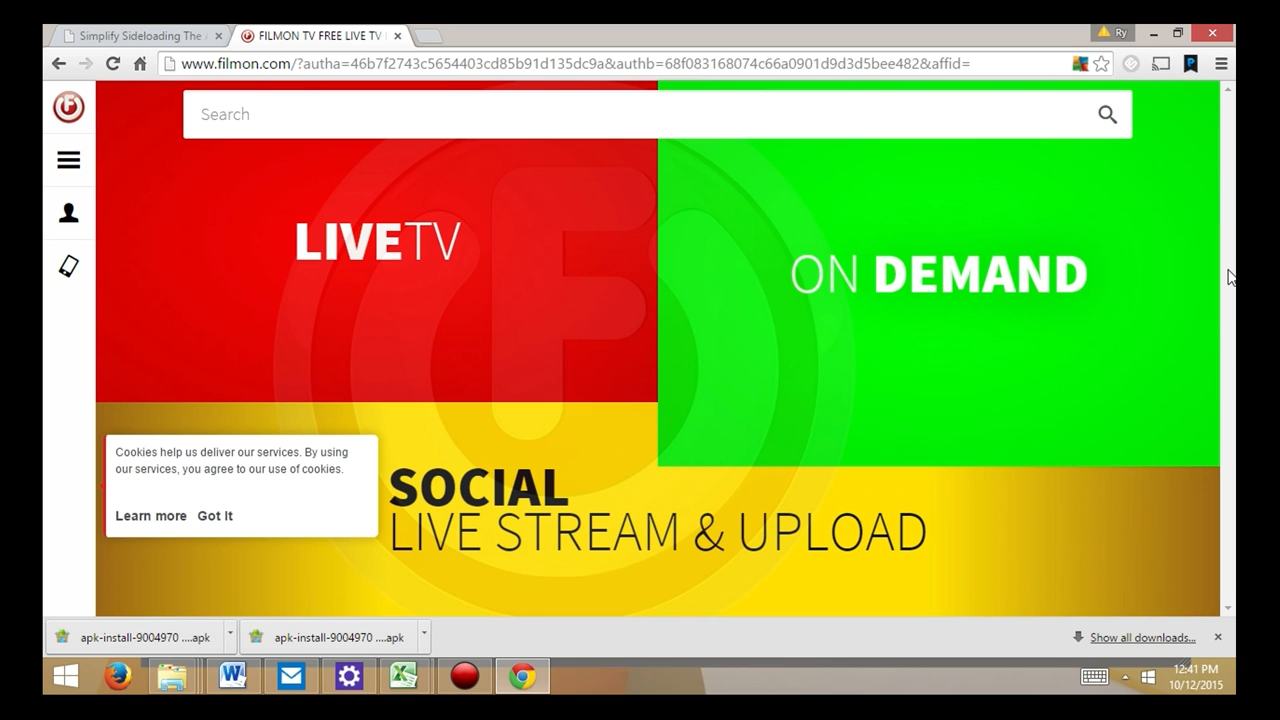 Simplify Sideloading The A
FILMON TV FREE LIVE TV
Ry
www.filmon.com/?autha=46b7f2743c5654403cd85b91d135dc9a&authb=68f083168074c66a0901d9d3d5bee482&affid=
Search
LIVETV
ON DEMAND
Cookies help us deliver our services. By using
our services, you agree to our use of cookies.
Learn more Got It
SOCIAL
LIVE STREAM & UPLOAD
apk-install-9004970 ....apk
apk-install-9004970 ....apk
Show all downloads...
12:41 PM
10/12/2015